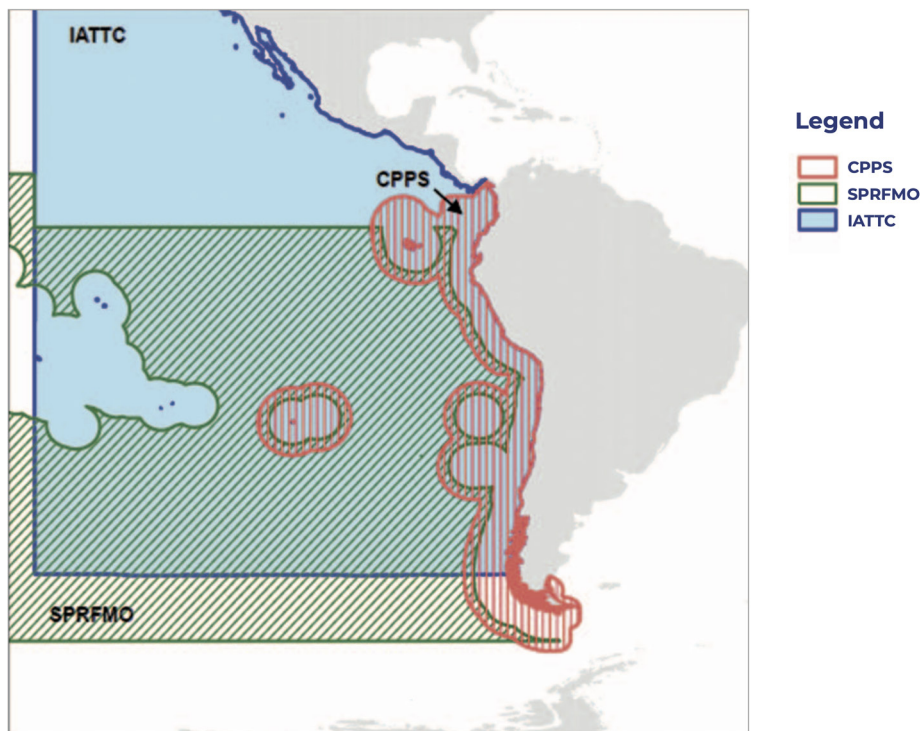 IATTC
CPPS
SPRFMO
Legend
CPPS
SPRFMO
IATTC